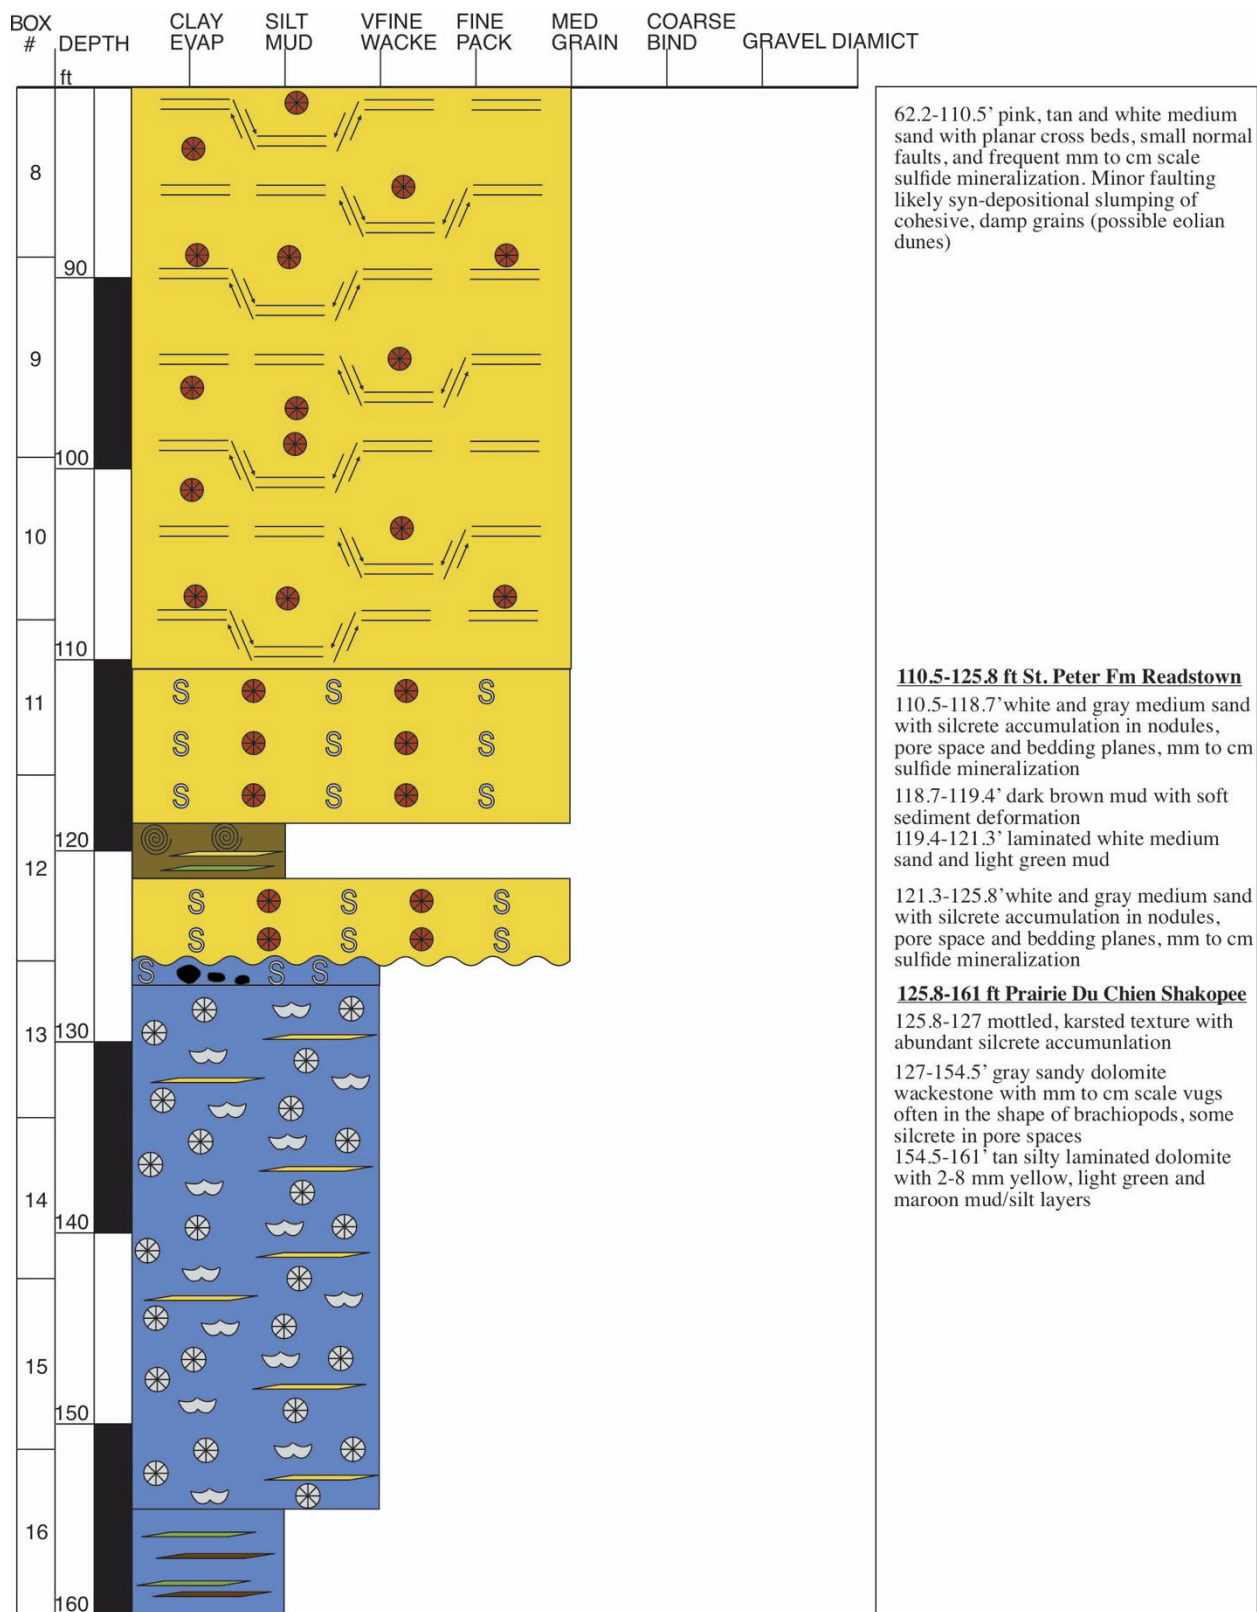 BOX # DEPTH CLAY EVAP SILT MUD VFINE WACKE FINE PACK MED GRAIN COARSE BIND GRAVEL DIAMICT
ft
8
90
9
100
10
110
11
120
12
13
130
14
140
15
150
16
160
S S S
S S S
S S S
S S S
S S S
S S S
62.2-110.5’ pink, tan and white medium
sand with planar cross beds, small normal
faults, and frequent mm to cm scale
sulfide mineralization. Minor faulting
likely syn-depositional slumping of
cohesive, damp grains (possible eolian
dunes)
110.5-125.8 ft St. Peter Fm Readstown
110.5-118.7’white and gray medium sand
with silcrete accumulation in nodules,
pore space and bedding planes, mm to cm
sulfide mineralization
118.7-119.4’ dark brown mud with soft
sediment deformation
119.4-121.3’ laminated white medium
sand and light green mud
121.3-125.8’white and gray medium sand
with silcrete accumulation in nodules,
pore space and bedding planes, mm to cm
sulfide mineralization
125.8-161 ft Prairie Du Chien Shakopee
125.8-127 mottled, karsted texture with
abundant silcrete accumunlation
127-154.5’ gray sandy dolomite
wackestone with mm to cm scale vugs
often in the shape of brachiopods, some
silcrete in pore spaces
154.5-161’ tan silty laminated dolomite
with 2-8 mm yellow, light green and
maroon mud/silt layers